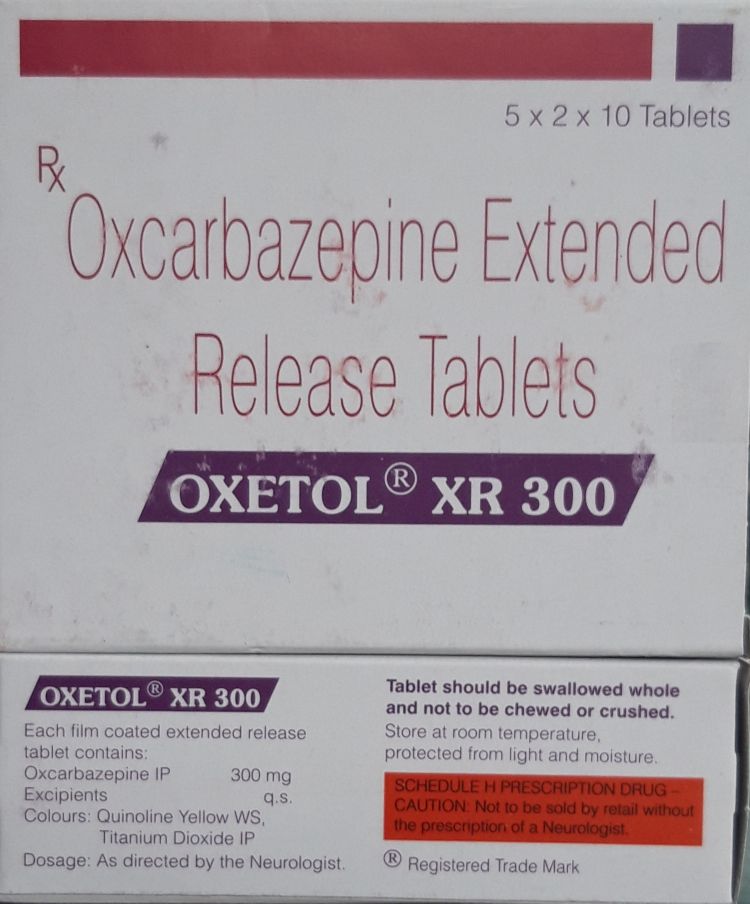 5 x 2 x 10 Tablets
Rx
Oxcarbazepine Extended
Release Tablets
OXETOL® XR 300
OXETOL® XR 300
Each film coated extended release
tablet contains:
Oxcarbazepine IP 300 mg
Excipients q.s.
Colours: Quinoline Yellow WS,
Titanium Dioxide IP
Dosage: As directed by the Neurologist.
Tablet should be swallowed whole
and not to be chewed or crushed.
Store at room temperature,
protected from light and moisture.
SCHEDULE H PRESCRIPTION DRUG –
CAUTION: Not to be sold by retail without
the prescription of a Neurologist.
® Registered Trade Mark